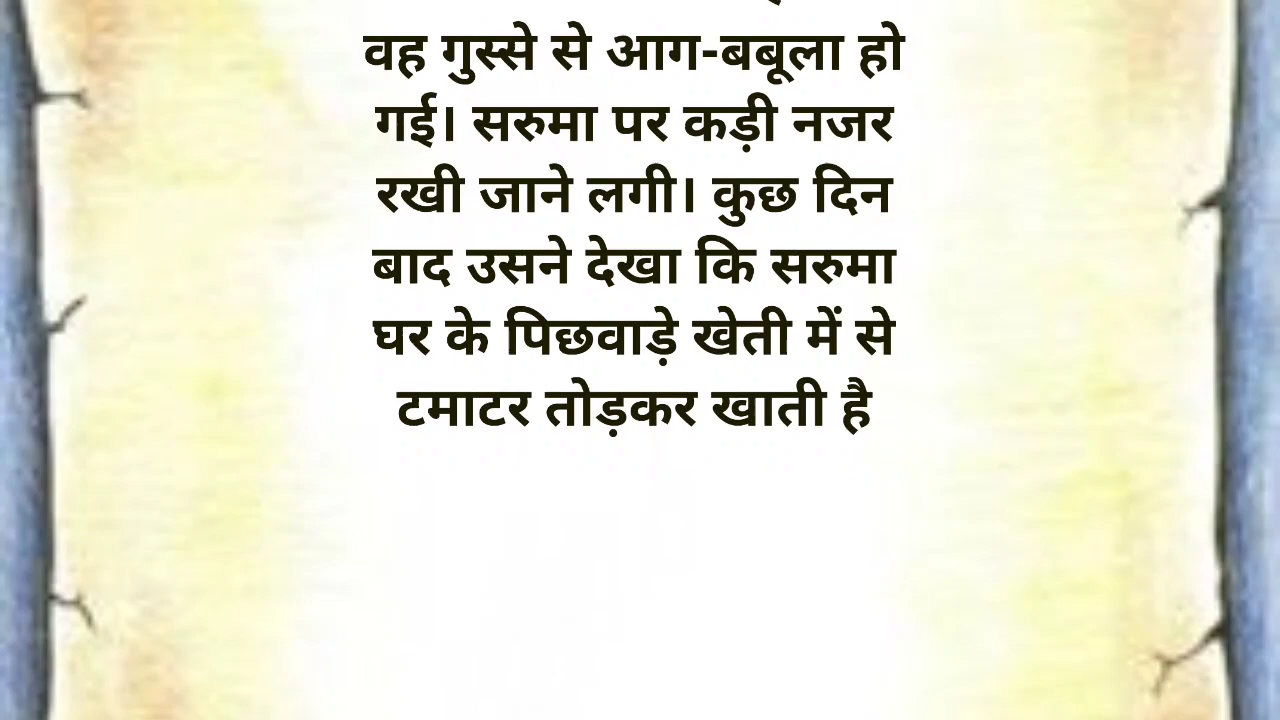 वह गुस्से से आग-बबूला हो
गई। सरुमा पर कड़ी नजर
रखी जाने लगी। कुछ दिन
बाद उसने देखा कि सरुमा
घर के पिछवाड़े खेती में से
टमाटर तोड़कर खाती है